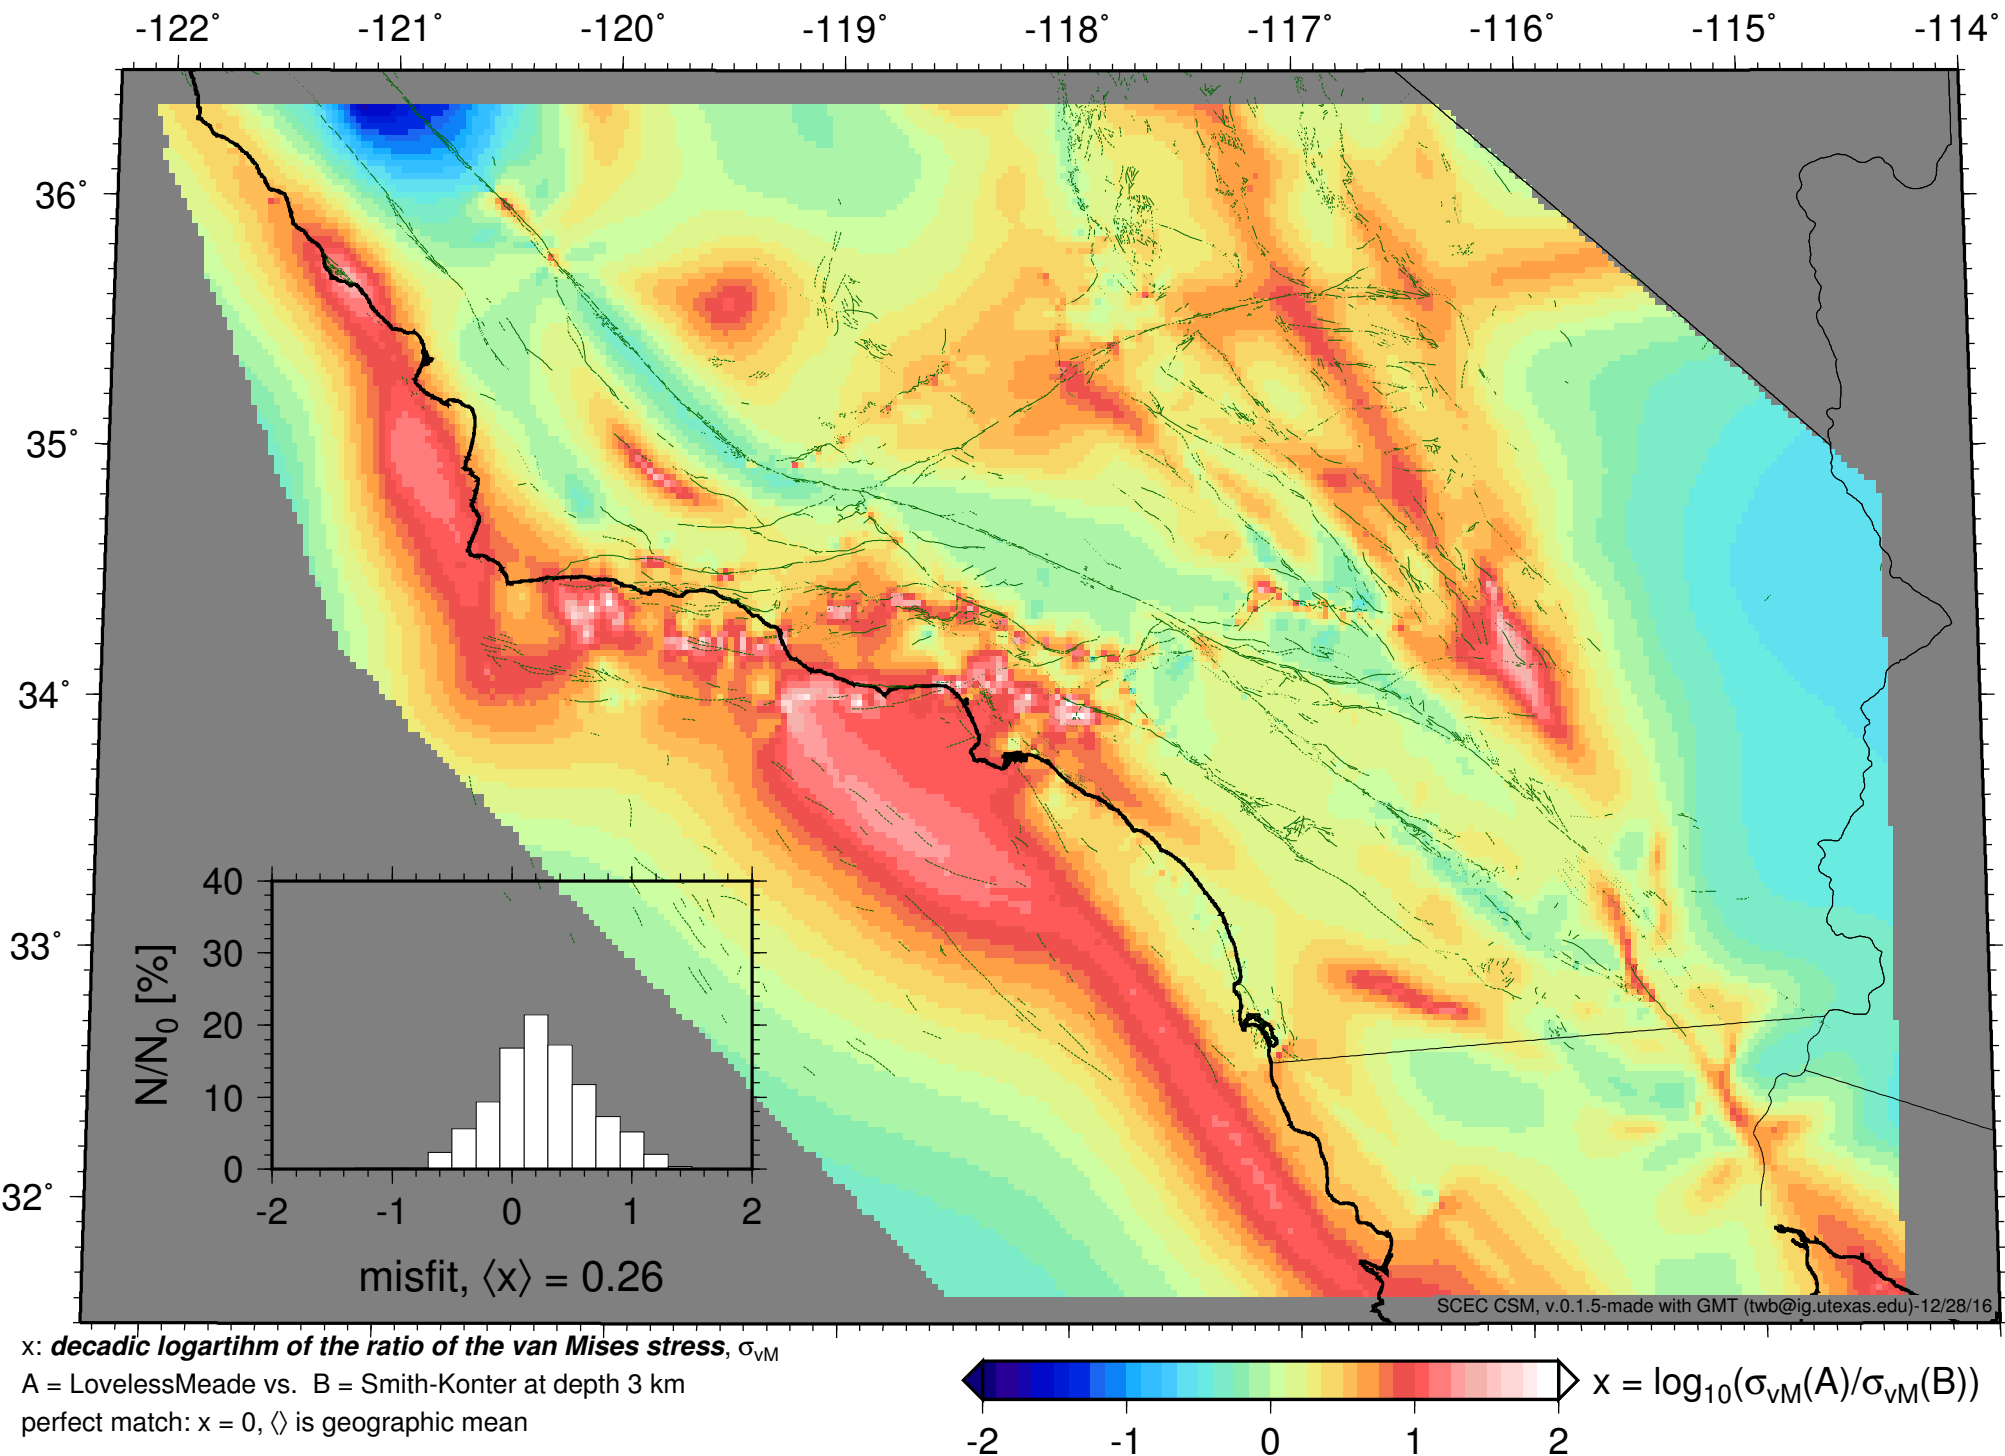 -122° -121° -120° -119° -118° -117° -116° -115° -114°
36°
35°
34°
33°
32°
40
30
20
10
0
N/N0 [%]
-2 -1 0 1 2
misfit, ⟨x⟩ = 0.26
SCEC CSM, v.0.1.5-made with GMT (twb@ig.utexas.edu)-12/28/16
x: decadic logartihm of the ratio of the van Mises stress, σvM
A = LovelessMeade vs. B = Smith-Konter at depth 3 km
perfect match: x = 0, ⟨⟩ is geographic mean
x = log10(σvM(A)/σvM(B))
-2 -1 0 1 2